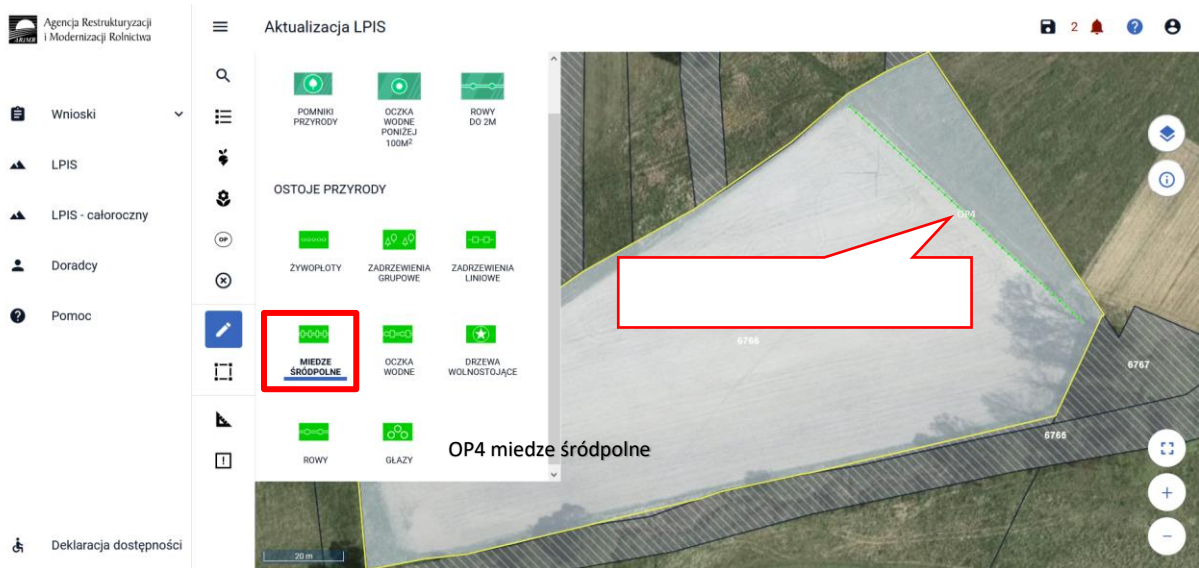 Agencja Restrukturyzacji
i Modernizacji Rolnictwa
ARiMR
Aktualizacja LPIS
2
Wnioski
LPIS
LPIS - całoroczny
Doradcy
Pomoc
Deklaracja dostępności
OP
POMNIKI
PRZYRODY
OCZKA
WODNE
PONIŻEJ
100M²
ROWY
DO 2M
OSTOJE PRZYRODY
ŻYWOPŁOTY
ZADRZEWIENIA
GRUPOWE
ZADRZEWIENIA
LINIOWE
MIEDZE
ŚRÓDPOLNE
OCZKA
WODNE
DRZEWA
WOLNOSTOJĄCE
ROWY
GŁAZY
OP4 miedze śródpolne
OP4
6766
6767
6765
20 m